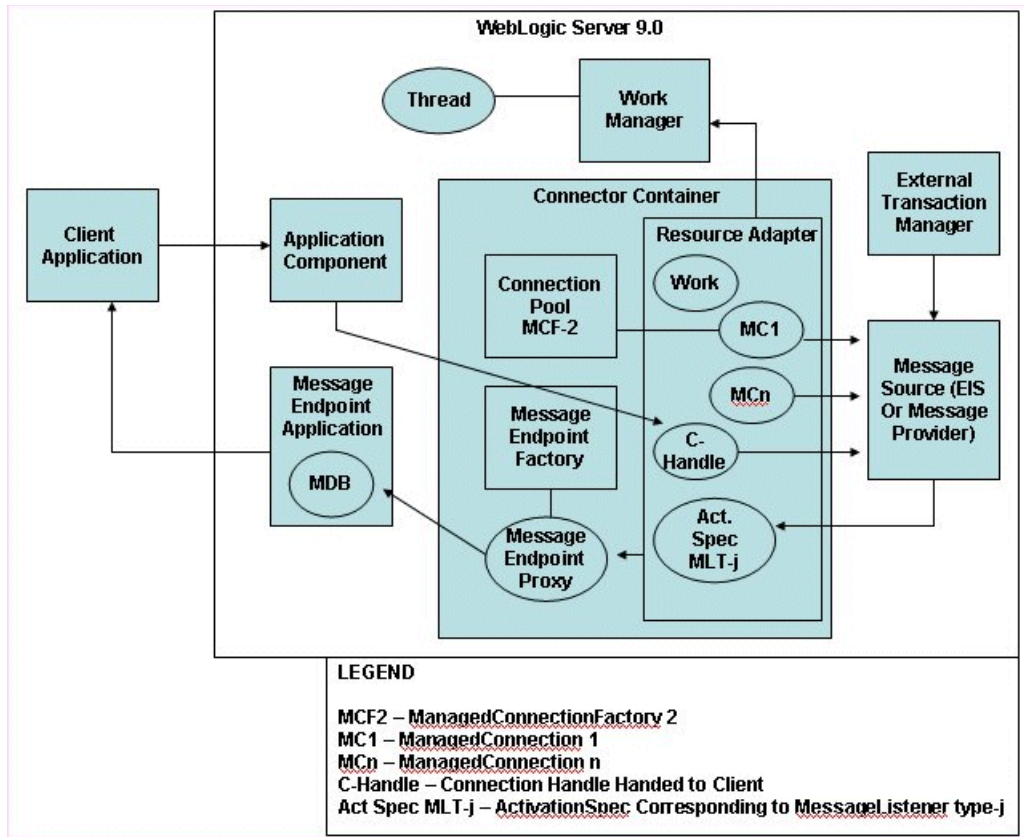 WebLogic Server 9.0
Thread
Work
Manager
External
Transaction
Manager
Connector Container
Client
Application
Application
Component
Resource Adapter
Connection
Pool
MCF-2
Work
MC1
Message
Source (EIS
Or Message
Provider)
Message
Endpoint
Application
MCn
Message
Endpoint
Factory
C-
Handle
MDB
Act.
Spec
MLT-j
Message
Endpoint
Proxy
LEGEND
MCF2 – ManagedConnectionFactory 2
MC1 – ManagedConnection 1
MCn – ManagedConnection n
C-Handle – Connection Handle Handed to Client
Act Spec MLT-j – ActivationSpec Corresponding to MessageListener type-j